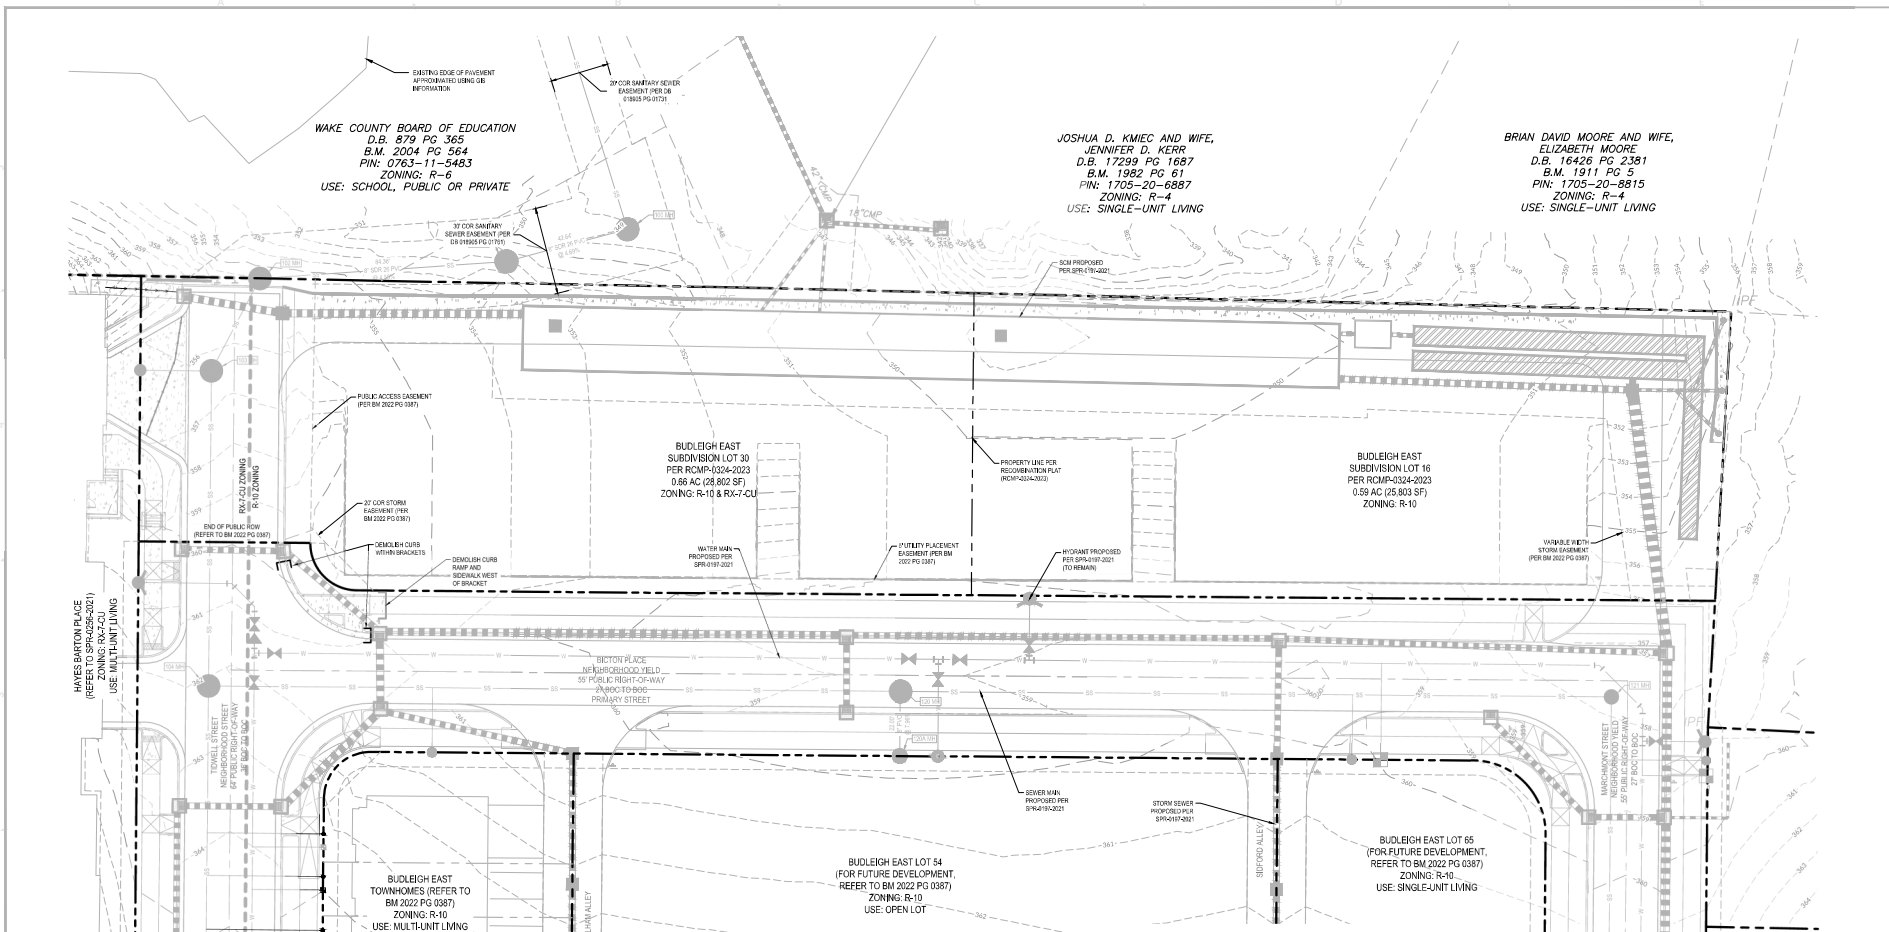 EXISTING EDGE OF PAVEMENT
APPROXIMATED USING GIS
INFORMATION
20' COR SANITARY SEWER
EASEMENT (PER DB
018905 PG 01731
WAKE COUNTY BOARD OF EDUCATION
D.B. 879 PG 365
B.M. 2004 PG 564
PIN: 0763-11-5483
ZONING: R-6
USE: SCHOOL, PUBLIC OR PRIVATE
JOSHUA D. KMIEC AND WIFE,
JENNIFER D. KERR
D.B. 17299 PG 1687
B.M. 1982 PG 61
PIN: 1705-20-6887
ZONING: R-4
USE: SINGLE-UNIT LIVING
BRIAN DAVID MOORE AND WIFE,
ELIZABETH MOORE
D.B. 16426 PG 2381
B.M. 1911 PG 5
PIN: 1705-20-8815
ZONING: R-4
USE: SINGLE-UNIT LIVING
42" CMP
18" CMP
30' COR SANITARY
SEWER EASEMENT (PER
DB 018905 PG 01761)
SCM PROPOSED
PER SPR-0197-2021
IPF
PUBLIC ACCESS EASEMENT
(PER BM 2022 PG 0387)
BUDLEIGH EAST
SUBDIVISION LOT 30
PER RCMP-0324-2023
0.66 AC (28,802 SF)
ZONING: R-10 & RX-7-CU
PROPERTY LINE PER
RECOMBINATION PLAT
(RCMP-0324-2023)
BUDLEIGH EAST
SUBDIVISION LOT 16
PER RCMP-0324-2023
0.59 AC (25,803 SF)
ZONING: R-10
RX-7-CU ZONING
R-10 ZONING
20' COR STORM
EASEMENT (PER
BM 2022 PG 0387)
END OF PUBLIC ROW
(REFER TO BM 2022 PG 0387)
DEMOLISH CURB
WITHIN BRACKETS
DEMOLISH CURB
RAMP AND
SIDEWALK WEST
OF BRACKET
WATER MAIN
PROPOSED PER
SPR-0197-2021
UTILITY PLACEMENT
EASEMENT (PER BM
2022 PG 0387)
HYDRANT PROPOSED
PER SPR-0197-2021
(TO REMAIN)
VARIABLE WIDTH
STORM EASEMENT
(PER BM 2022 PG 0387)
HAYES BARTON PLACE
(REFER TO SPR-0256-2021)
ZONING: RX-7-CU
USE: MULTI-UNIT LIVING
BICTON PLACE
NEIGHBORHOOD YIELD
55' PUBLIC RIGHT-OF-WAY
27' BOC TO BOC
PRIMARY STREET
TIDWELL STREET
NEIGHBORHOOD STREET
64' PUBLIC RIGHT-OF-WAY
36' BOC TO BOC
MARCHMONT STREET
NEIGHBORHOOD YIELD
55' PUBLIC RIGHT-OF-WAY
27' BOC TO BOC
SEWER MAIN
PROPOSED PER
SPR-0197-2021
STORM SEWER
PROPOSED PER
SPR-0197-2021
SIDFORD ALLEY
BUDLEIGH EAST
TOWNHOMES (REFER TO
BM 2022 PG 0387)
ZONING: R-10
USE: MULTI-UNIT LIVING
BUDLEIGH EAST LOT 54
(FOR FUTURE DEVELOPMENT,
REFER TO BM 2022 PG 0387)
ZONING: R-10
USE: OPEN LOT
BUDLEIGH EAST LOT 65
(FOR FUTURE DEVELOPMENT,
REFER TO BM 2022 PG 0387)
ZONING: R-10
USE: SINGLE-UNIT LIVING